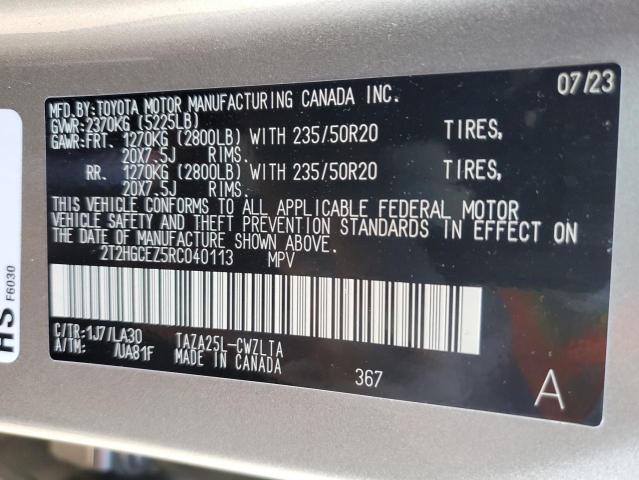 07/23
MFD.BY:TOYOTA MOTOR MANUFACTURING CANADA INC.
GVWR:2370KG (5225LB)
GAWR:FRT. 1270KG (2800LB) WITH 235/50R20 TIRES,
20X7.5J RIMS.
RR. 1270KG (2800LB) WITH 235/50R20 TIRES,
20X7.5J RIMS.
THIS VEHICLE CONFORMS TO ALL APPLICABLE FEDERAL MOTOR
VEHICLE SAFETY AND THEFT PREVENTION STANDARDS IN EFFECT ON
THE DATE OF MANUFACTURE SHOWN ABOVE.
2T2HGCEZ5RC040113 MPV
C/TR:1J7/LA30 TAZA25L-CWZLTA
A/TM: /UA81F MADE IN CANADA
367
A
HS
F6030